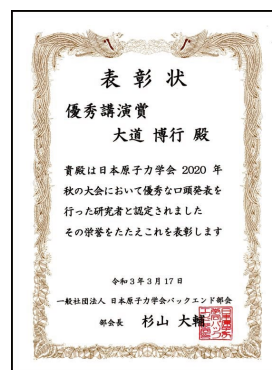 表彰状
優秀講演賞
大道 博行 殿
貴殿は日本原子力学会 2020 年
秋の大会において優秀な口頭発表を
行った研究者と認定されました
その栄誉をたたえこれを表彰します
令和3年3月17日
一般社団法人 日本原子力学会バックエンド部会
部会長 杉山 大輔